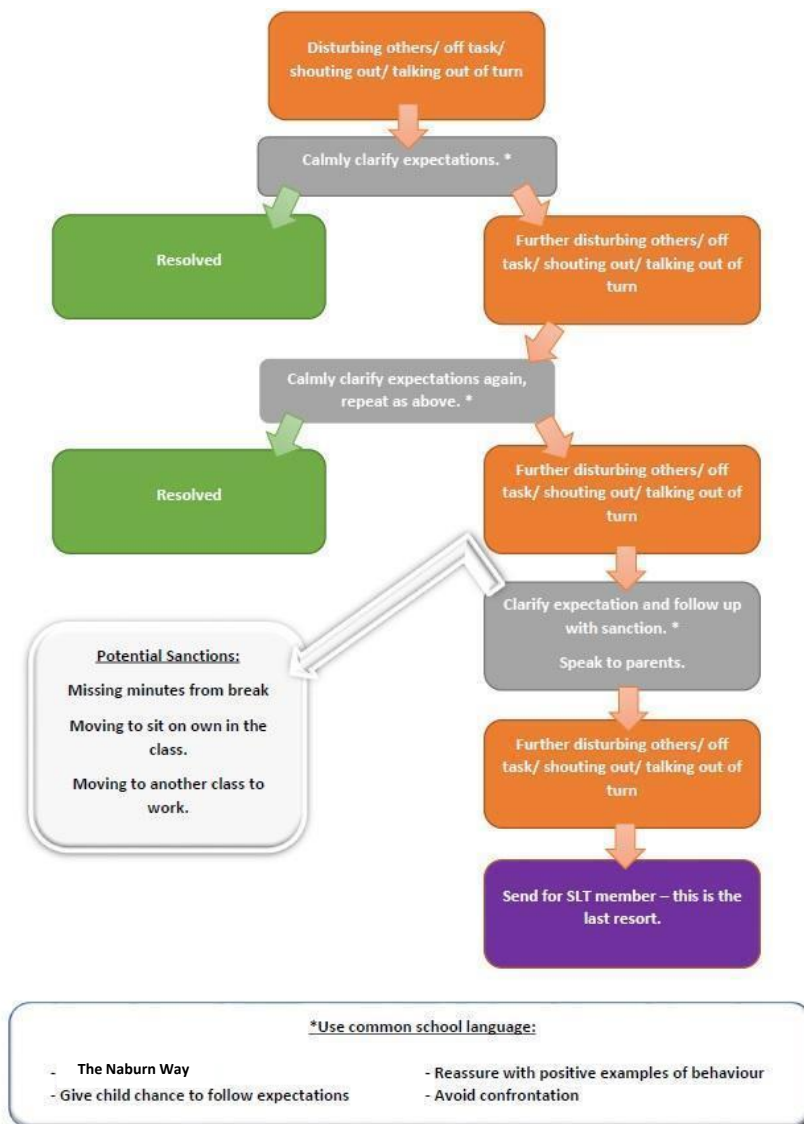 Disturbing others/ off task/
shouting out/ talking out of turn
Calmly clarify expectations. *
Resolved
Further disturbing others/ off
task/ shouting out/ talking out of
turn
Calmly clarify expectations again,
repeat as above. *
Resolved
Further disturbing others/ off
task/ shouting out/ talking out of
turn
Clarify expectation and follow up
with sanction. *
Speak to parents.
Potential Sanctions:
Missing minutes from break
Moving to sit on own in the
class.
Moving to another class to
work.
Further disturbing others/ off
task/ shouting out/ talking out of
turn
Send for SLT member – this is the
last resort.
*Use common school language:
- The Naburn Way
- Give child chance to follow expectations
- Reassure with positive examples of behaviour
- Avoid confrontation